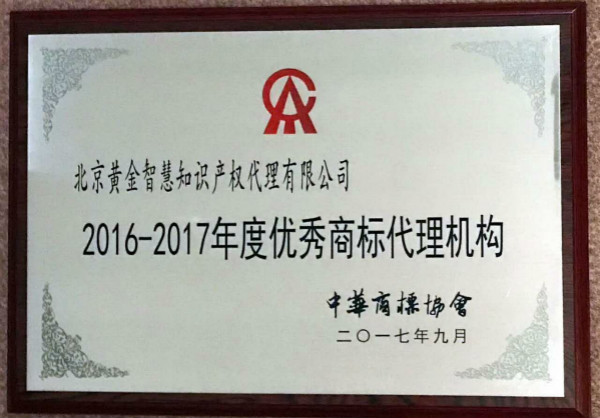 北京黄金智慧知识产权代理有限公司
2016-2017年度优秀商标代理机构
中華商標協會
二〇一七年九月